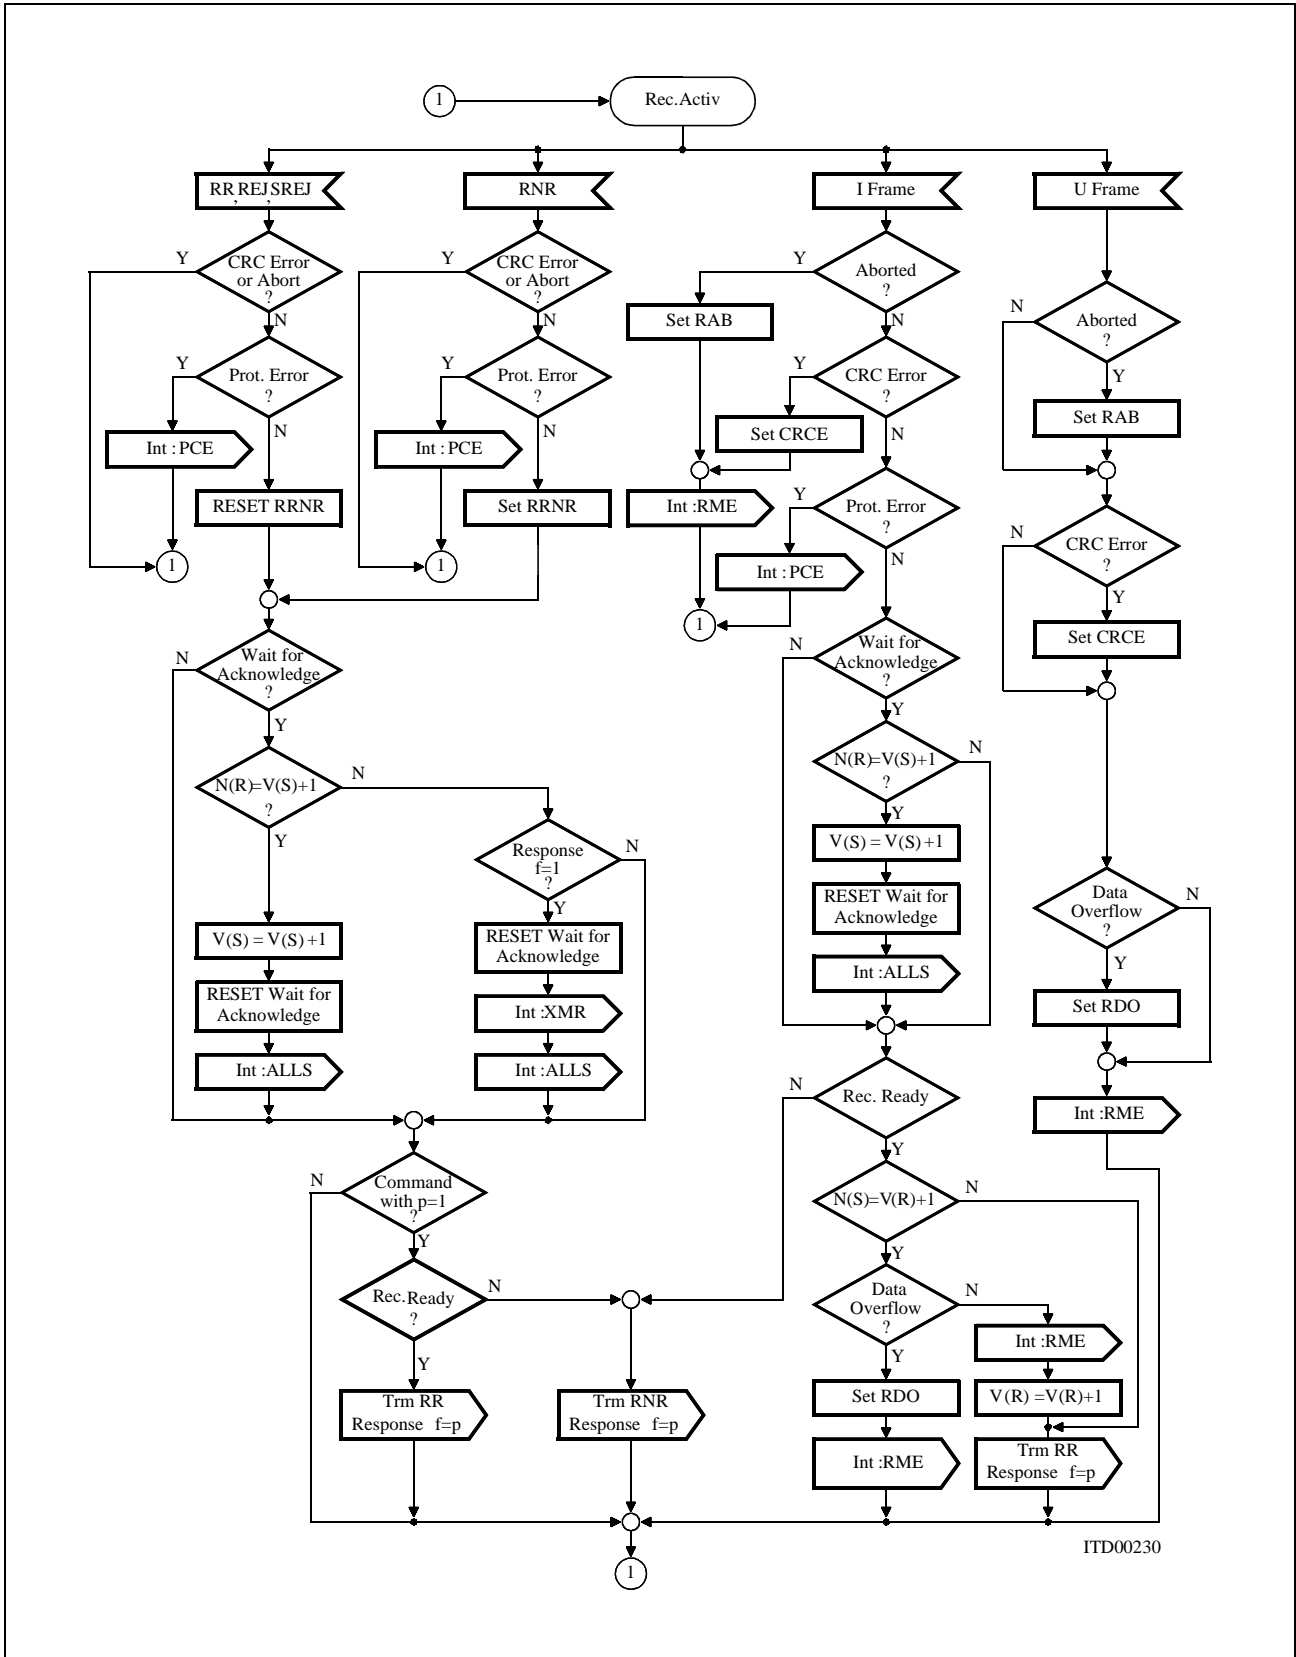 1
Rec.Activ
RR, REJ, SREJ
RNR
I Frame
U Frame
Y
CRC Error
or Abort
?
N
Y
CRC Error
or Abort
?
N
Y
Aborted
?
N
Set RAB
N
Aborted
?
Y
Y
Prot. Error
?
N
Y
Prot. Error
?
N
Y
CRC Error
?
N
Set RAB
Int : PCE
Int : PCE
Set CRCE
RESET RRNR
Set RRNR
Int :RME
Y
Prot. Error
?
N
N
CRC Error
?
Y
1
1
Int : PCE
1
Set CRCE
N
Wait for
Acknowledge
?
Y
N
Wait for
Acknowledge
?
Y
N(R)=V(S)+1
?
N
Y
N(R)=V(S)+1
?
N
Y
Response
f=1
?
N
Y
V(S) = V(S) +1
RESET Wait for
Acknowledge
Int :ALLS
Data
Overflow
?
N
Y
V(S) = V(S) +1
RESET Wait for
Acknowledge
Int :ALLS
RESET Wait for
Acknowledge
Int :XMR
Int :ALLS
Set RDO
Int :RME
N
Rec. Ready
Y
N
Command
with p=1
?
Y
N(S)=V(R)+1
N
Y
Rec.Ready
?
N
Y
Data
Overflow
?
N
Y
Int :RME
V(R) =V(R)+1
Trm RR
Response f=p
Trm RNR
Response f=p
Set RDO
Int :RME
Trm RR
Response f=p
ITD00230
1